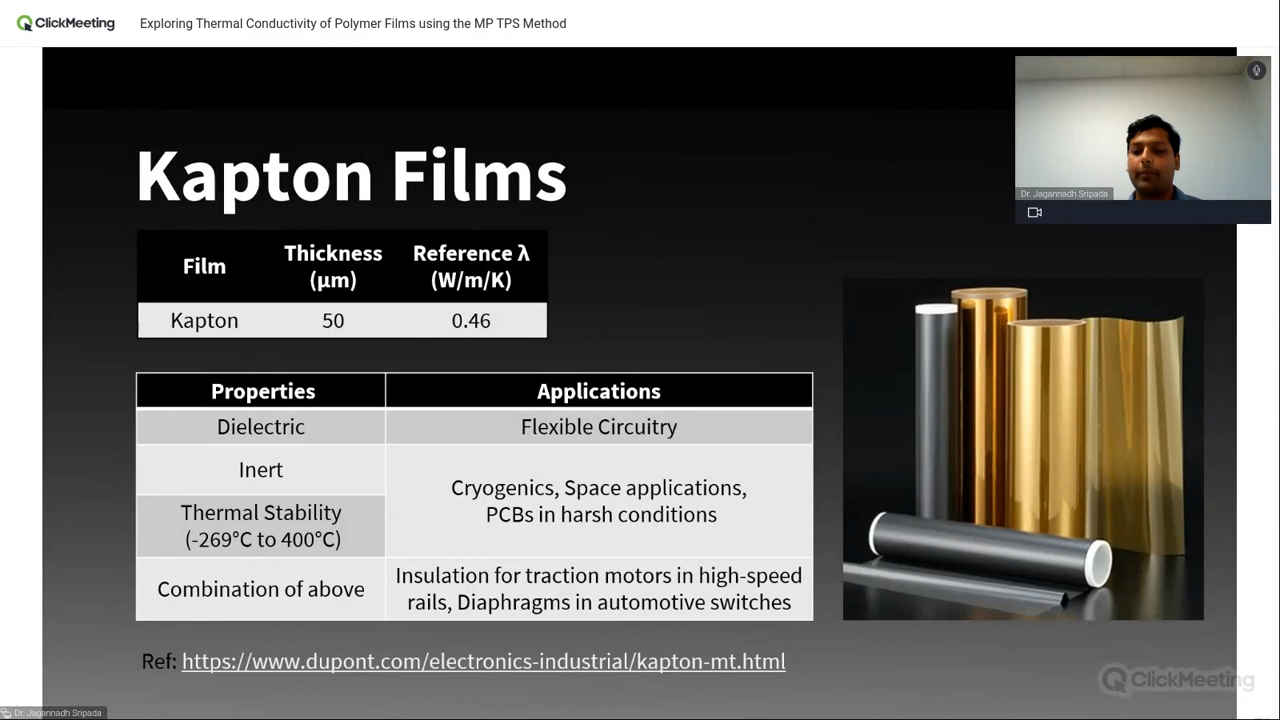 ClickMeeting
Exploring Thermal Conductivity of Polymer Films using the MP TPS Method
Dr. Jagannadh Sripada
Kapton Films
Film
Thickness
(µm)
Reference λ
(W/m/K)
Kapton
50
0.46
Properties
Applications
Dielectric
Flexible Circuitry
Inert
Cryogenics, Space applications,
PCBs in harsh conditions
Thermal Stability
(-269°C to 400°C)
Combination of above
Insulation for traction motors in high-speed
rails, Diaphragms in automotive switches
Ref: https://www.dupont.com/electronics-industrial/kapton-mt.html
ClickMeeting
Dr. Jagannadh Sripada